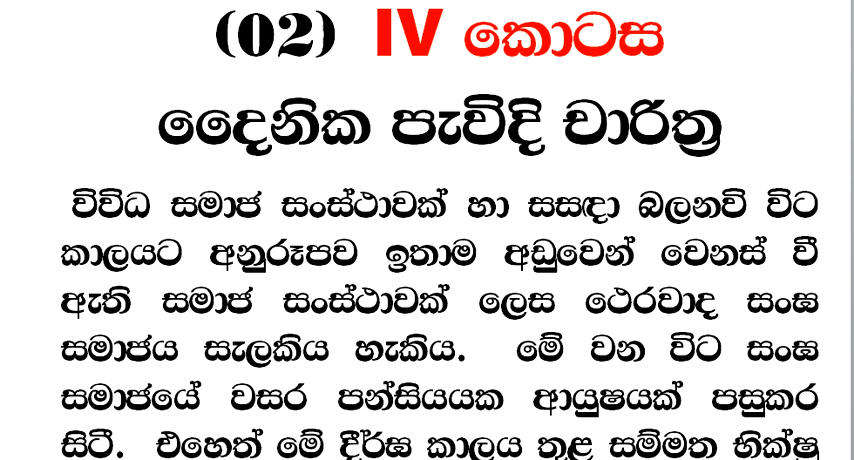 (02) IV කොටස
දෛනික පැවිදි චාරිත්‍ර
විවිධ සමාජ සංස්ථාවක් හා සසඳා බලනවි විට
කාලයට අනුරූපව ඉතාම අඩුවෙන් වෙනස් වී
ඇති සමාජ සංස්ථාවක් ලෙස ථෙරවාද සංඝ
සමාජය සැලකිය හැකිය. මේ වන විට සංඝ
සමාජයේ වසර පන්සියයක ආයුෂයක් පසුකර
සිටී. එහෙත් මේ දීර්ඝ කාලය තුළ සම්මත භික්ෂු